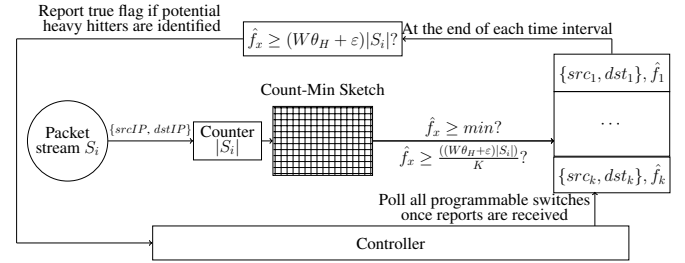 Report true flag if potential
heavy hitters are identified
f̂_x ≥ (Wθ_H + ε)|S_i|?
At the end of each time interval
{src_1, dst_1}, f̂_1
Count-Min Sketch
Packet
stream S_i
{srcIP, dstIP}
Counter
|S_i|
f̂_x ≥ min?
f̂_x ≥ ((Wθ_H+ε)|S_i|)/K?
...
{src_k, dst_k}, f̂_k
Poll all programmable switches
once reports are received
Controller